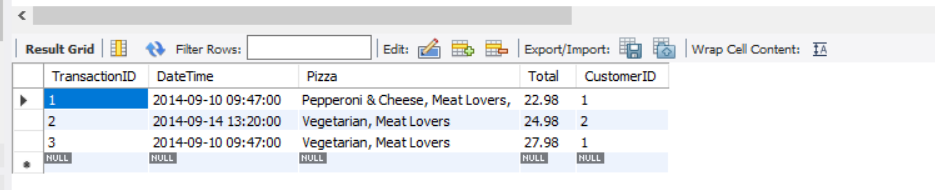 Result Grid Filter Rows: Edit: Export/Import: Wrap Cell Content: IA
TransactionID DateTime Pizza Total CustomerID
1 2014-09-10 09:47:00 Pepperoni & Cheese, Meat Lovers, 22.98 1
2 2014-09-14 13:20:00 Vegetarian, Meat Lovers 24.98 2
3 2014-09-10 09:47:00 Vegetarian, Meat Lovers 27.98 1
NULL NULL NULL NULL NULL